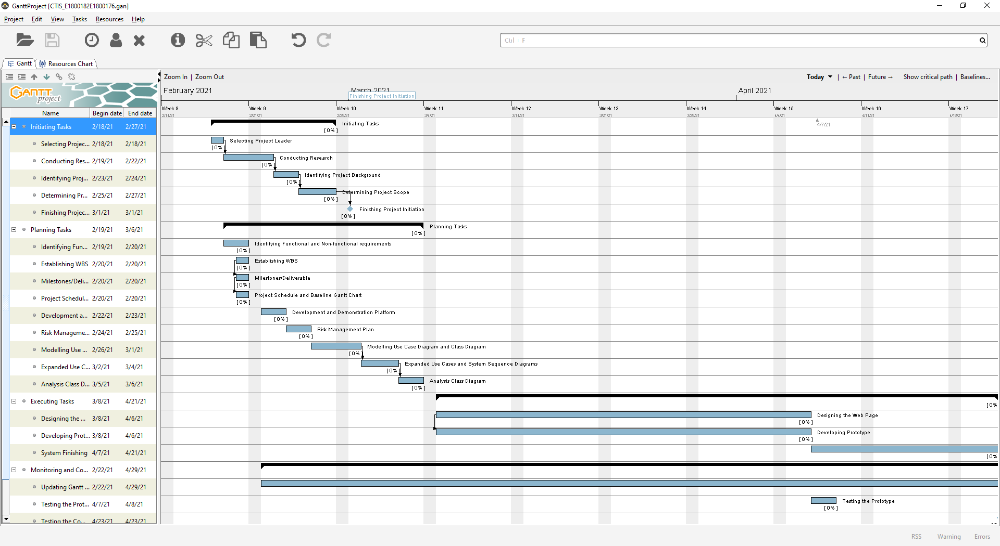 GanttProject [CTIS_E1800182E1800176.gan]
Project Edit View Tasks Resources Help
Gantt Resources Chart
Zoom In | Zoom Out
Today | ← Past | Future → Show critical path | Baselines...
GANTT project
February 2021 March 2021 April 2021
Finishing Project Initiation
Name Begin date End date
Week 8 Week 9 Week 10 Week 11 Week 12 Week 13 Week 14 Week 15 Week 16 Week 17
2/14/21 2/21/21 2/28/21 3/7/21 3/14/21 3/21/21 3/28/21 4/4/21 4/11/21 4/18/21
4/7/21
Initiating Tasks 2/18/21 2/27/21 Initiating Tasks
[0%]
Selecting Projec... 2/18/21 2/18/21 Selecting Project Leader
[0%]
Conducting Res... 2/19/21 2/22/21 Conducting Research
[0%]
Identifying Proj... 2/23/21 2/24/21 Identifying Project Background
[0%]
Determining Pr... 2/25/21 2/27/21 Determining Project Scope
[0%]
Finishing Projec... 3/1/21 3/1/21 Finishing Project Initiation
[0%]
Planning Tasks 2/19/21 3/6/21 Planning Tasks
[0%]
Identifying Fun... 2/19/21 2/20/21 Identifying Functional and Non-functional requirements
[0%]
Establishing WBS 2/20/21 2/20/21 Establishing WBS
[0%]
Milestones/Deli... 2/20/21 2/20/21 Milestones/Deliverable
[0%]
Project Schedul... 2/20/21 2/20/21 Project Schedule and Baseline Gantt Chart
[0%]
Development a... 2/22/21 2/23/21 Development and Demonstration Platform
[0%]
Risk Manageme... 2/24/21 2/25/21 Risk Management Plan
[0%]
Modelling Use ... 2/26/21 3/1/21 Modelling Use Case Diagram and Class Diagram
[0%]
Expanded Use C... 3/2/21 3/4/21 Expanded Use Cases and System Sequence Diagrams
[0%]
Analysis Class D... 3/5/21 3/6/21 Analysis Class Diagram
[0%]
Executing Tasks 3/8/21 4/21/21
[0%
Designing the ... 3/8/21 4/6/21 Designing the Web Page
[0%]
Developing Prot... 3/8/21 4/6/21 Developing Prototype
[0%]
System Finishing 4/7/21 4/21/21
[0%
Monitoring and Co... 2/22/21 4/29/21
Updating Gantt ... 2/22/21 4/29/21
Testing the Prot... 4/7/21 4/8/21 Testing the Prototype
[0%]
Testing the Co... 4/23/21 4/23/21
RSS Warning Errors